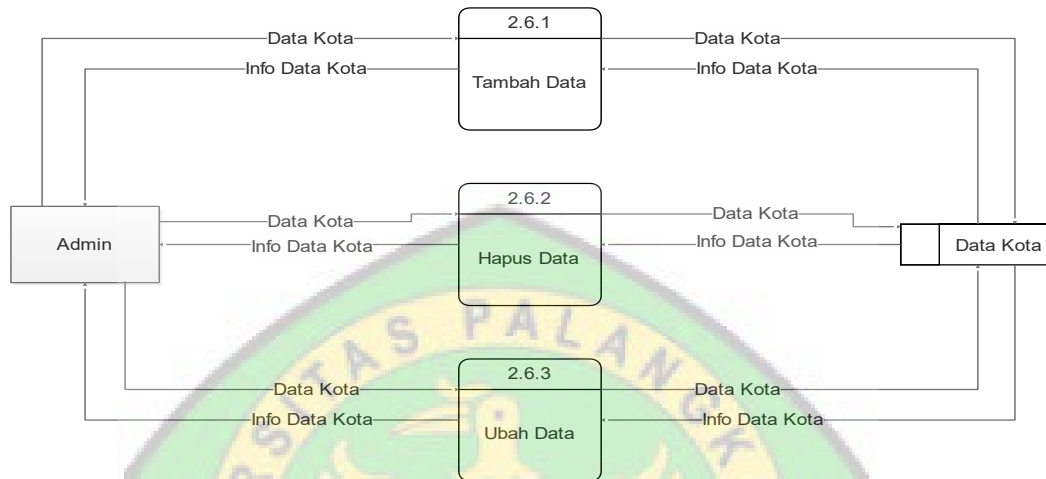 2.6.1
Data Kota
Data Kota
Info Data Kota
Info Data Kota
Tambah Data
2.6.2
Data Kota
Data Kota
Admin
Info Data Kota
Info Data Kota
Data Kota
Hapus Data
SITAS PALANGK
2.6.3
Data Kota
Data Kota
Info Data Kota
Info Data Kota
Ubah Data